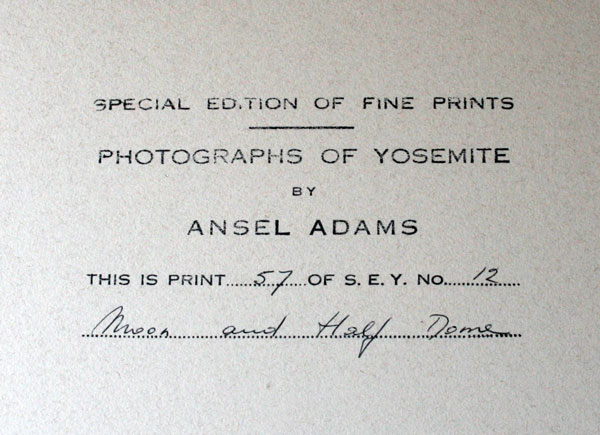 SPECIAL EDITION OF FINE PRINTS
PHOTOGRAPHS OF YOSEMITE
BY
ANSEL ADAMS
THIS IS PRINT......57...OF S. E. Y. NO......12......
Moon and Half Dome